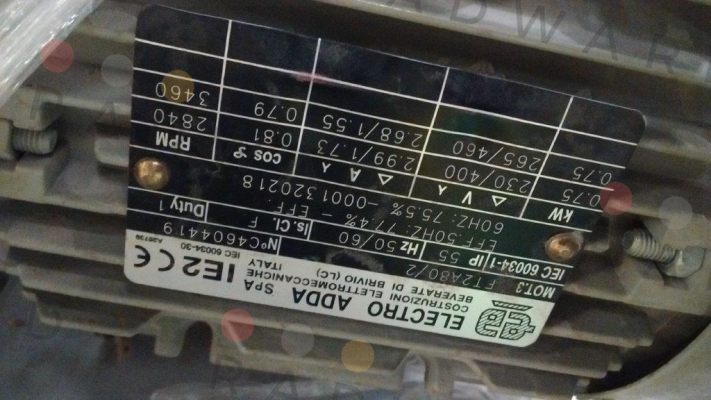 ELECTRO ADDA SPA IE2 CE
COSTRUZIONI ELETTROMECCANICHE
BEVERATE DI BRIVIO (LC) ITALY
IEC 60034-30
MOT.3 FT2A80/2 N°C4604419
IEC 60034-1 IP 55 Hz 50/60 Is.Cl. F Duty 1
EFF.50HZ:77.4% - EFF.
60HZ:75.5% -0001320218
kW Δ V Y Δ A Y cos φ RPM
0.75 230/400 2.99/1.73 0.81 2840
0.75 265/460 2.68/1.55 0.79 3460